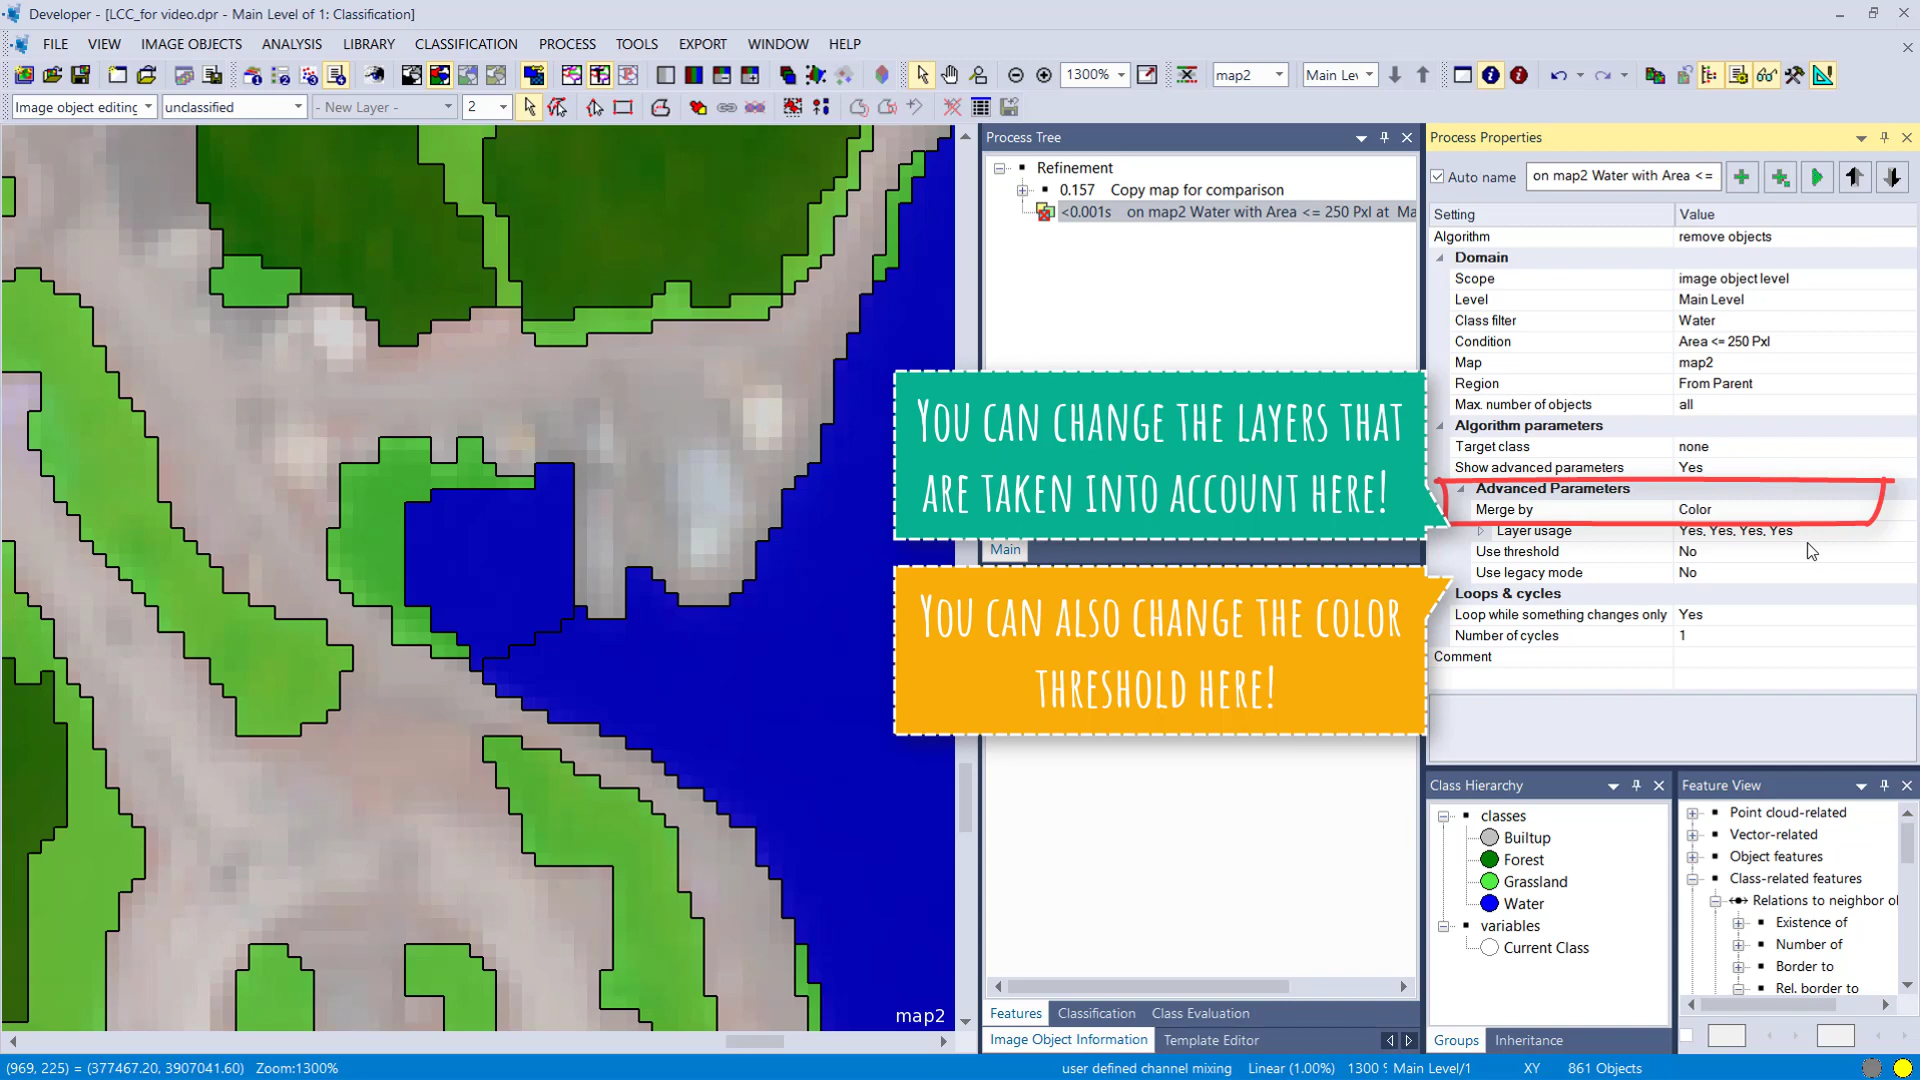 Developer - [LCC_for video.dpr - Main Level of 1: Classification]
FILE VIEW IMAGE OBJECTS ANALYSIS LIBRARY CLASSIFICATION PROCESS TOOLS EXPORT WINDOW HELP
1300% map2 Main Le
Image object editing unclassified - New Layer - 2
Process Tree
Refinement
0.157 Copy map for comparison
<0.001s on map2 Water with Area <= 250 Pxl at Ma
YOU CAN CHANGE THE LAYERS THAT
ARE TAKEN INTO ACCOUNT HERE!
Main
YOU CAN ALSO CHANGE THE COLOR
THRESHOLD HERE!
Process Properties
Auto name on map2 Water with Area <=
Setting Value
Algorithm remove objects
Domain
Scope image object level
Level Main Level
Class filter Water
Condition Area <= 250 Pxl
Map map2
Region From Parent
Max. number of objects all
Algorithm parameters
Target class none
Show advanced parameters Yes
Advanced Parameters
Merge by Color
Layer usage Yes, Yes, Yes, Yes
Use threshold No
Use legacy mode No
Loops & cycles
Loop while something changes only Yes
Number of cycles 1
Comment
Class Hierarchy
classes
Builtup
Forest
Grassland
Water
variables
Current Class
Groups Inheritance
Feature View
Point cloud-related
Vector-related
Object features
Class-related features
Relations to neighbor ol
Existence of
Number of
Border to
Rel. border to
map2
Features Classification Class Evaluation
Image Object Information Template Editor
(969, 225) = (377467.20, 3907041.60) Zoom:1300% user defined channel mixing Linear (1.00%) 1300 % Main Level/1 XY 861 Objects